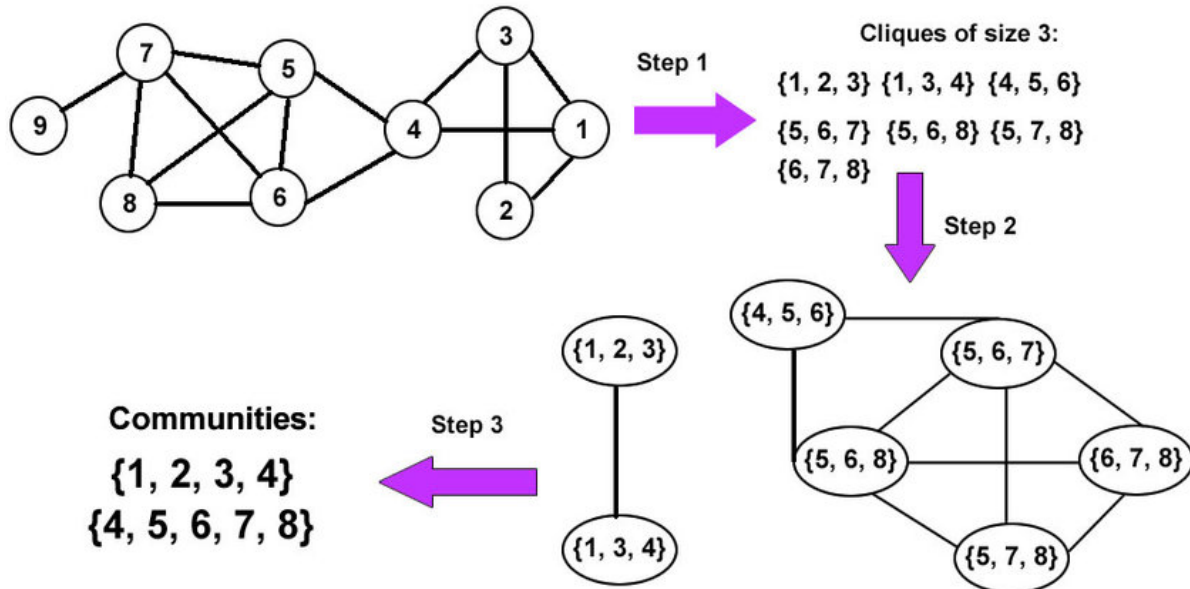 3
7
5
Cliques of size 3:
Step 1
{1, 2, 3} {1, 3, 4} {4, 5, 6}
9
4
1
{5, 6, 7} {5, 6, 8} {5, 7, 8}
{6, 7, 8}
8
6
2
Step 2
{4, 5, 6}
{1, 2, 3}
{5, 6, 7}
Communities:
Step 3
{1, 2, 3, 4}
{4, 5, 6, 7, 8}
{5, 6, 8}
{6, 7, 8}
{1, 3, 4}
{5, 7, 8}